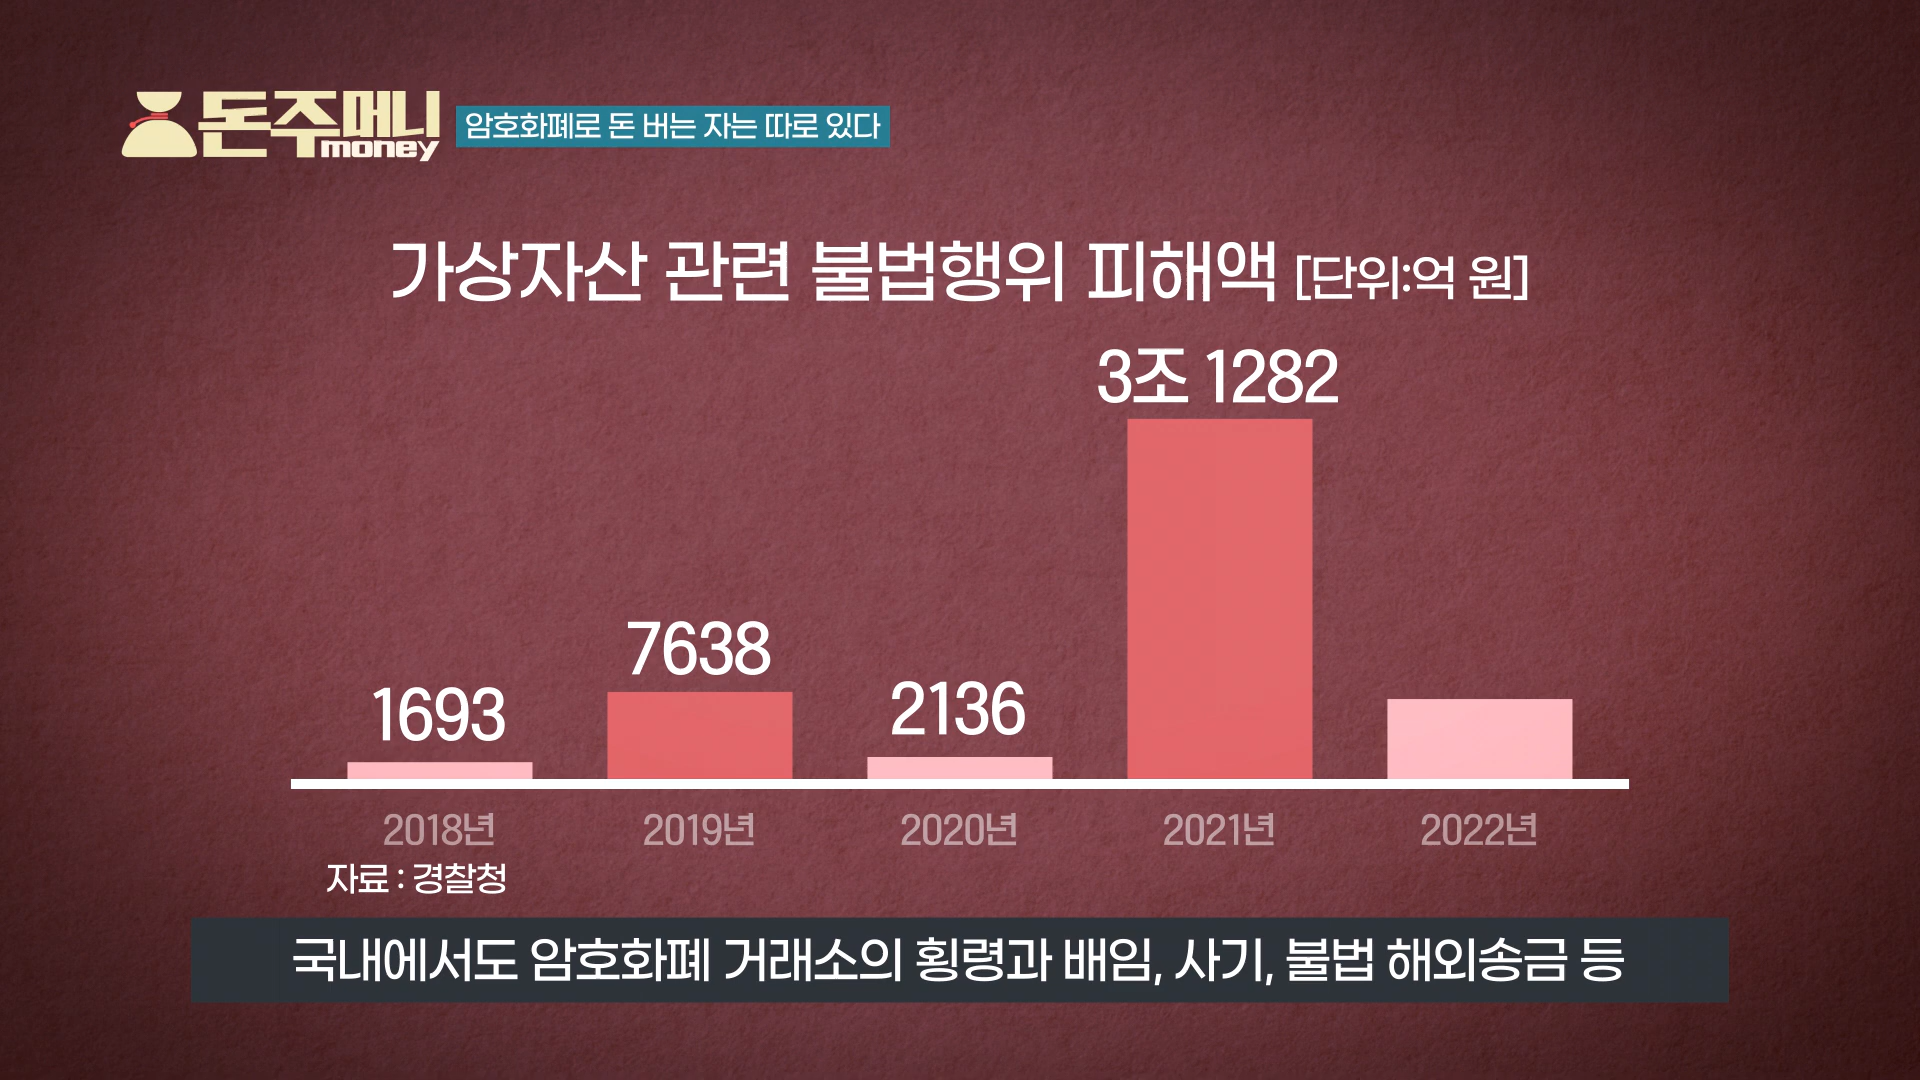 돈주머니
money
암호화폐로 돈 버는 자는 따로 있다
가상자산 관련 불법행위 피해액 [단위:억 원]
3조 1282
7638
1693
2136
2018년 2019년 2020년 2021년 2022년
자료 : 경찰청
국내에서도 암호화폐 거래소의 횡령과 배임, 사기, 불법 해외송금 등